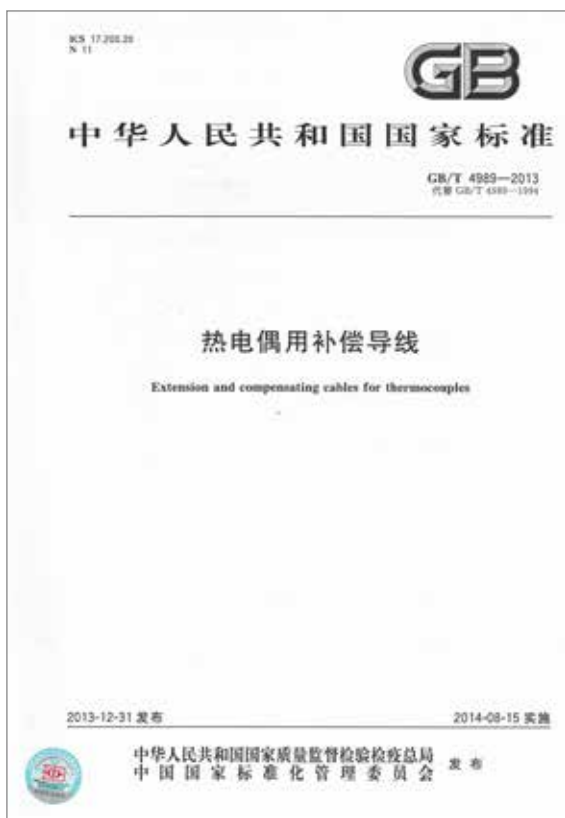 ICS 17.200.20
N 11
GB
中华人民共和国国家标准
GB/T 4989—2013
代替 GB/T 4989—1994
热电偶用补偿导线
Extension and compensating cables for thermocouples
2013-12-31 发布
2014-08-15 实施
中华人民共和国国家质量监督检验检疫总局
中国国家标准化管理委员会
发布